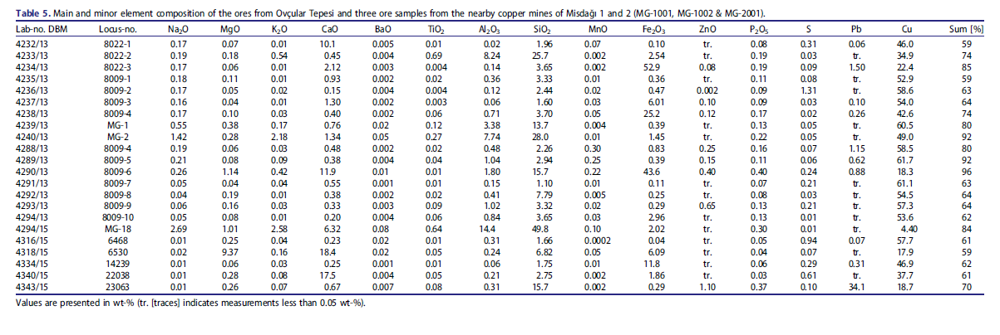 Table 5. Main and minor element composition of the ores from Ovçular Tepesi and three ore samples from the nearby copper mines of Misdağı 1 and 2 (MG-1001, MG-1002 & MG-2001).
Lab-no. DBM Locus-no. Na₂O MgO K₂O CaO BaO TiO₂ Al₂O₃ SiO₂ MnO Fe₂O₃ ZnO P₂O₅ S Pb Cu Sum [%]
4232/13 8022-1 0.17 0.07 0.01 10.1 0.005 0.01 0.02 1.96 0.07 0.10 tr. 0.08 0.31 0.06 46.0 59
4233/13 8022-2 0.19 0.18 0.54 0.45 0.004 0.69 8.24 25.7 0.002 2.54 tr. 0.19 0.03 tr. 34.9 74
4234/13 8022-3 0.17 0.06 0.01 2.12 0.003 0.004 0.14 3.65 0.002 52.9 0.08 0.19 0.09 1.50 22.4 85
4235/13 8009-1 0.18 0.11 0.01 0.93 0.002 0.02 0.36 3.33 0.01 0.36 tr. 0.11 0.08 tr. 52.9 59
4236/13 8009-2 0.17 0.05 0.02 0.15 0.004 0.004 0.12 2.44 0.02 0.47 0.002 0.09 1.31 tr. 58.6 63
4237/13 8009-3 0.16 0.04 0.01 1.30 0.002 0.003 0.06 1.60 0.03 6.01 0.10 0.09 0.03 0.10 54.0 64
4238/13 8009-4 0.17 0.10 0.03 0.40 0.02 0.06 0.71 3.70 0.05 25.2 0.12 0.17 0.02 0.26 42.6 74
4239/13 MG-1 0.55 0.38 0.17 0.76 0.02 0.12 3.38 13.7 0.004 0.39 tr. 0.13 0.05 tr. 60.5 80
4240/13 MG-2 1.42 0.28 2.18 1.34 0.05 0.27 7.74 28.0 0.01 1.45 tr. 0.22 0.05 tr. 49.0 92
4288/13 8009-4 0.19 0.06 0.03 0.48 0.002 0.02 0.48 2.26 0.30 0.83 0.25 0.16 0.07 1.15 58.5 80
4289/13 8009-5 0.21 0.08 0.09 0.38 0.004 0.04 1.04 2.94 0.25 0.39 0.15 0.11 0.06 0.62 61.7 92
4290/13 8009-6 0.26 1.14 0.42 11.9 0.01 0.01 1.80 15.7 0.22 43.6 0.40 0.40 0.24 0.88 18.3 96
4291/13 8009-7 0.05 0.04 0.04 0.55 0.001 0.01 0.15 1.10 0.01 0.11 tr. 0.07 0.21 tr. 61.1 63
4292/13 8009-8 0.04 0.19 0.01 0.38 0.002 0.02 0.41 7.79 0.005 0.25 tr. 0.08 0.03 tr. 54.5 64
4293/13 8009-9 0.06 0.16 0.03 0.33 0.003 0.09 1.02 3.32 0.02 0.29 0.65 0.13 0.21 tr. 57.3 64
4294/13 8009-10 0.05 0.08 0.01 0.20 0.004 0.06 0.84 3.65 0.03 2.96 tr. 0.13 0.01 tr. 53.6 62
4294/15 MG-18 2.69 1.01 2.58 6.32 0.08 0.64 14.4 49.8 0.10 2.02 tr. 0.30 0.01 tr. 4.40 84
4316/15 6468 0.01 0.25 0.04 0.23 0.02 0.01 0.31 1.66 0.0002 0.04 tr. 0.05 0.94 0.07 57.7 61
4318/15 6530 0.02 9.37 0.16 18.4 0.02 0.05 0.24 6.82 0.05 6.09 tr. 0.04 0.07 tr. 17.9 59
4334/15 14239 0.01 0.06 0.03 0.25 0.001 0.01 0.06 1.75 0.01 11.8 tr. 0.06 0.29 0.31 46.9 62
4340/15 22038 0.01 0.28 0.08 17.5 0.004 0.05 0.21 2.75 0.002 1.86 tr. 0.03 0.61 tr. 37.7 61
4343/15 23063 0.01 0.26 0.07 0.67 0.007 0.08 0.31 15.7 0.002 0.29 1.10 0.37 0.10 34.1 18.7 70
Values are presented in wt-% (tr. [traces] indicates measurements less than 0.05 wt-%).